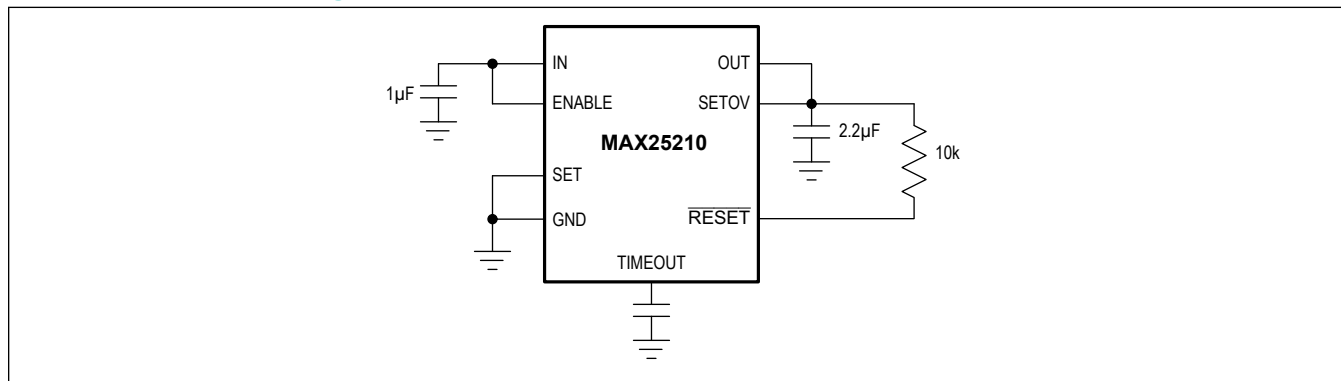 IN
OUT
1µF
ENABLE
SETOV
2.2µF
MAX25210
10k
SET
GND
RESET
TIMEOUT